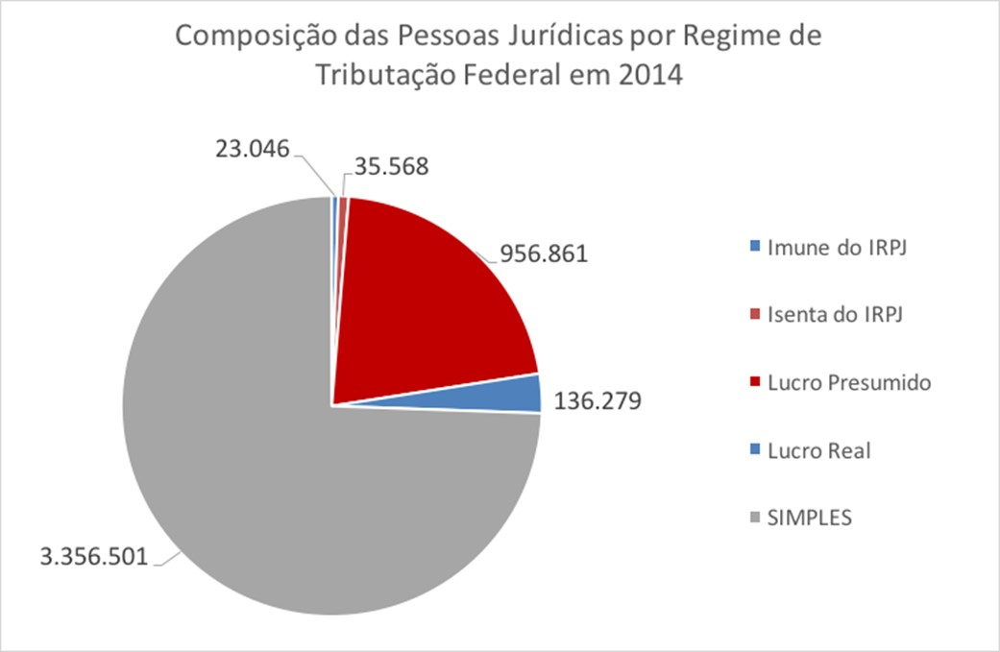 Composição das Pessoas Jurídicas por Regime de
Tributação Federal em 2014
23.046
35.568
956.861
136.279
3.356.501
Imune do IRPJ
Isenta do IRPJ
Lucro Presumido
Lucro Real
SIMPLES